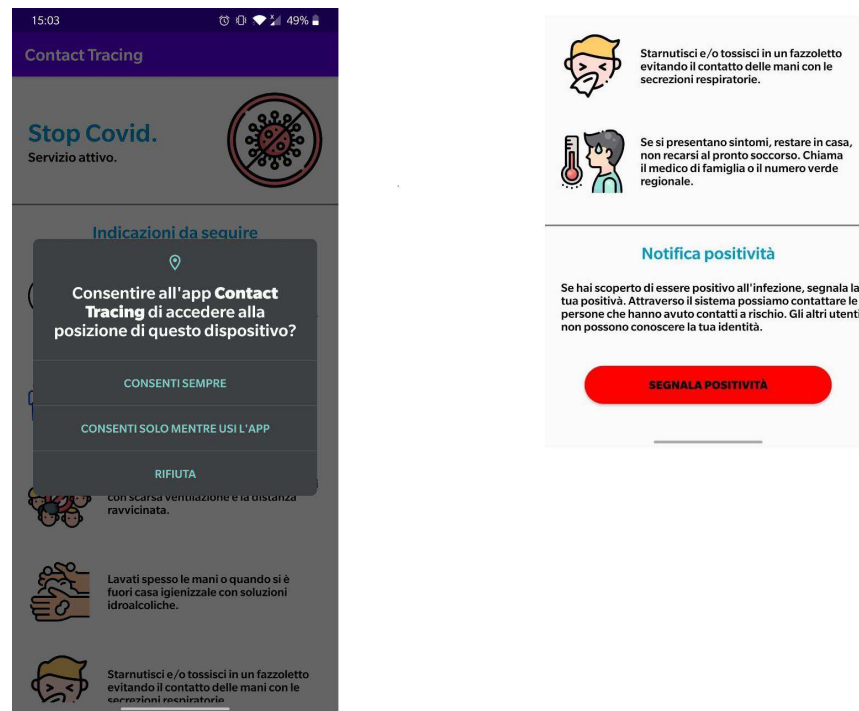 15:03
49%
Contact Tracing
Stop Covid.
Servizio attivo.
Indicazioni da seguire
Consentire all'app Contact
Tracing di accedere alla
posizione di questo dispositivo?
CONSENTI SEMPRE
CONSENTI SOLO MENTRE USI L'APP
RIFIUTA
con scarsa ventilazione e la distanza
ravvicinata.
Lavati spesso le mani o quando si è
fuori casa igienizzale con soluzioni
idroalcoliche.
Starnutisci e/o tossisci in un fazzoletto
evitando il contatto delle mani con le
secrezioni respiratorie
Starnutisci e/o tossisci in un fazzoletto
evitando il contatto delle mani con le
secrezioni respiratorie.
Se si presentano sintomi, restare in casa,
non recarsi al pronto soccorso. Chiama
il medico di famiglia o il numero verde
regionale.
Notifica positività
Se hai scoperto di essere positivo all'infezione, segnala la
tua positivà. Attraverso il sistema possiamo contattare le
persone che hanno avuto contatti a rischio. Gli altri utenti
non possono conoscere la tua identità.
SEGNALA POSITIVITÀ